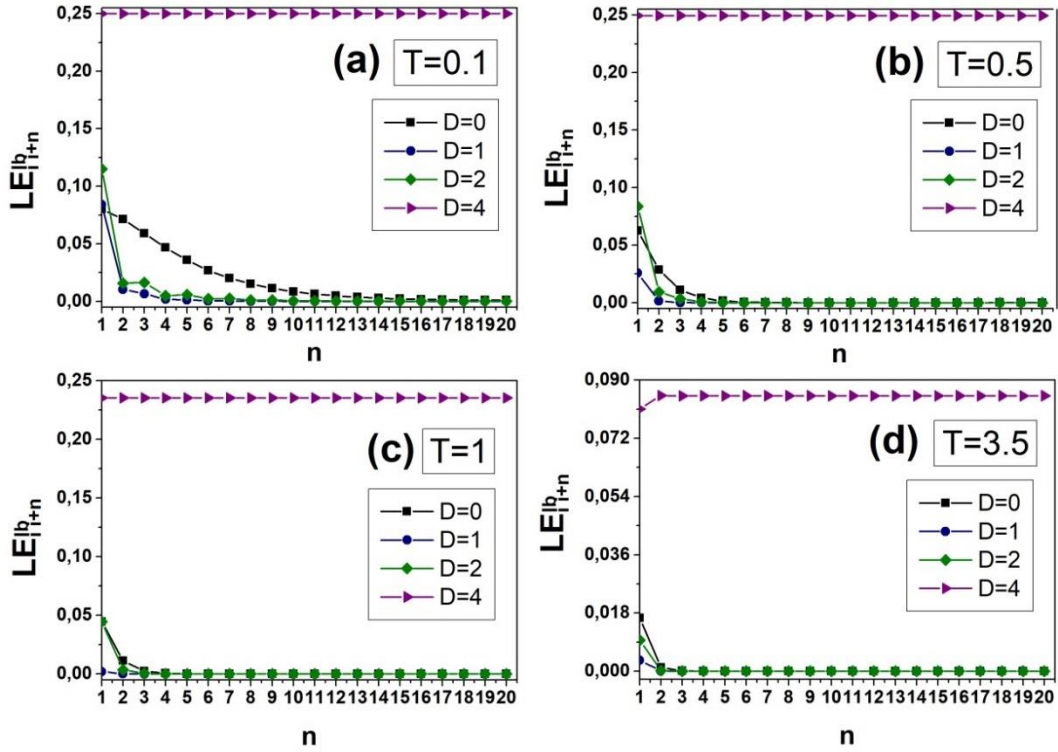 0,25
0,20
0,15
0,10
0,05
0,00
LE^{lb}_{i i+n}
(a) T=0.1
D=0
D=1
D=2
D=4
1 2 3 4 5 6 7 8 9 10 11 12 13 14 15 16 17 18 19 20
n
0,25
0,20
0,15
0,10
0,05
0,00
LE^{lb}_{i i+n}
(b) T=0.5
D=0
D=1
D=2
D=4
1 2 3 4 5 6 7 8 9 10 11 12 13 14 15 16 17 18 19 20
n
0,25
0,20
0,15
0,10
0,05
0,00
LE^{lb}_{i i+n}
(c) T=1
D=0
D=1
D=2
D=4
1 2 3 4 5 6 7 8 9 10 11 12 13 14 15 16 17 18 19 20
n
0,090
0,072
0,054
0,036
0,018
0,000
LE^{lb}_{i i+n}
(d) T=3.5
D=0
D=1
D=2
D=4
1 2 3 4 5 6 7 8 9 10 11 12 13 14 15 16 17 18 19 20
n